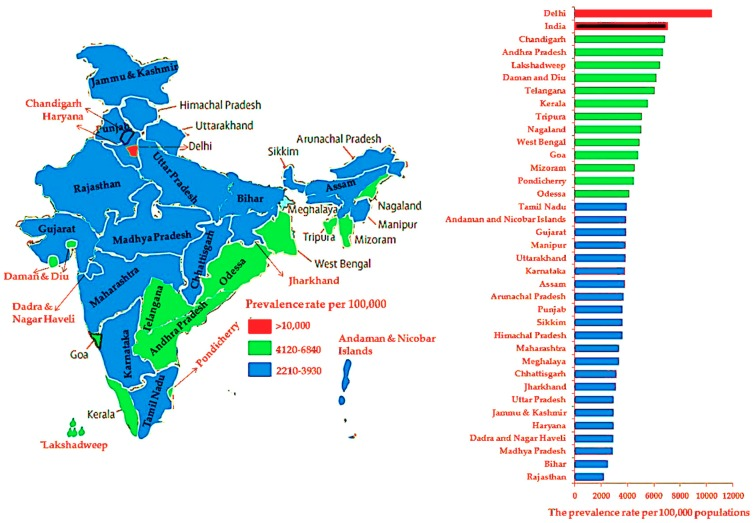 Jammu & Kashmir
Himachal Pradesh
Chandigarh
Haryana
Punjab
Uttarakhand
Delhi
Arunachal Pradesh
Sikkim
Uttar Pradesh
Rajasthan
Assam
Bihar
Meghalaya
Nagaland
Manipur
Gujarat
Madhya Pradesh
Tripura
Mizoram
West Bengal
Jharkhand
Chhattisgarh
Daman & Diu
Odessa
Maharashtra
Dadra &
Nagar Haveli
Telangana
Prevalence rate per 100,000
>10,000
4120-6840
2210-3930
Andhra Pradesh
Goa
Karnataka
Pondicherry
Andaman & Nicobar
Islands
Tamil Nadu
Kerala
"Lakshadweep
Delhi
India
Chandigarh
Andhra Pradesh
Lakshadweep
Daman and Diu
Telangana
Kerala
Tripura
Nagaland
West Bengal
Goa
Mizoram
Pondicherry
Odessa
Tamil Nadu
Andaman and Nicobar Islands
Gujarat
Manipur
Uttarakhand
Karnataka
Assam
Arunachal Pradesh
Punjab
Sikkim
Himachal Pradesh
Maharashtra
Meghalaya
Chhattisgarh
Jharkhand
Uttar Pradesh
Jammu & Kashmir
Haryana
Dadra and Nagar Haveli
Madhya Pradesh
Bihar
Rajasthan
0 2000 4000 6000 8000 10000 12000
The prevalence rate per 100,000 populations